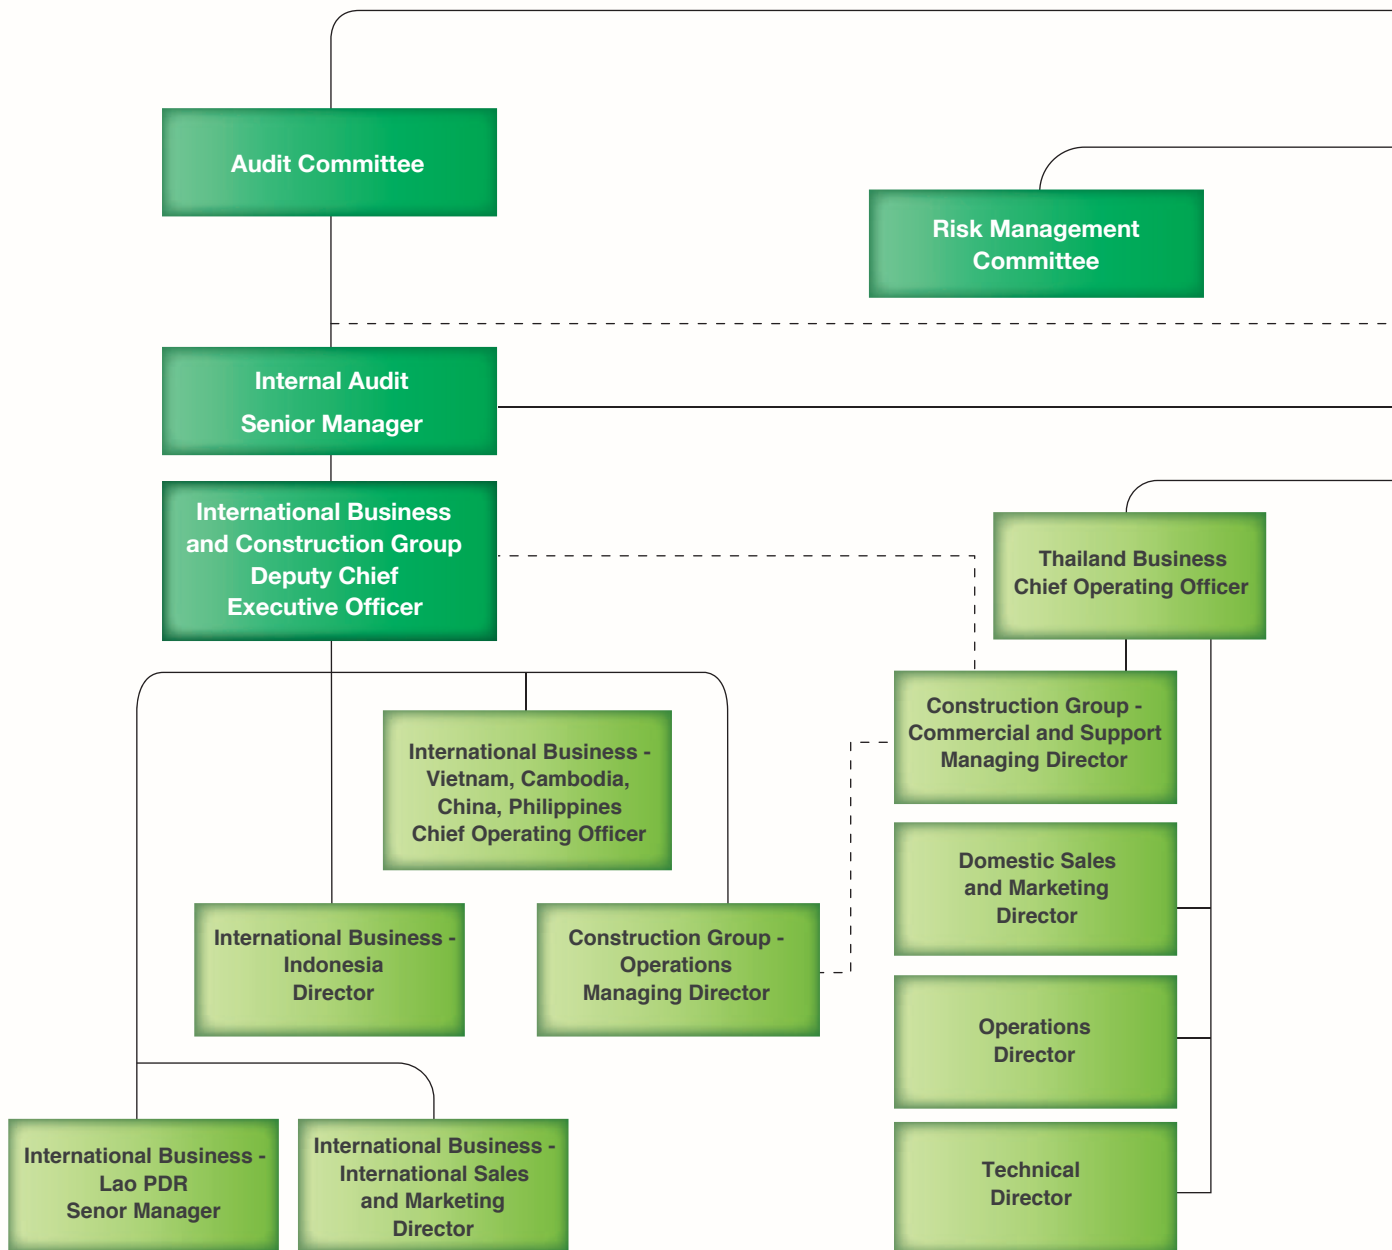 Audit Committee
Risk Management
Committee
Internal Audit
Senior Manager
International Business
and Construction Group
Deputy Chief
Executive Officer
Thailand Business
Chief Operating Officer
Construction Group -
Commercial and Support
Managing Director
International Business -
Vietnam, Cambodia,
China, Philippines
Chief Operating Officer
Domestic Sales
and Marketing
Director
International Business -
Indonesia
Director
Construction Group -
Operations
Managing Director
Operations
Director
International Business -
Lao PDR
Senor Manager
International Business -
International Sales
and Marketing
Director
Technical
Director